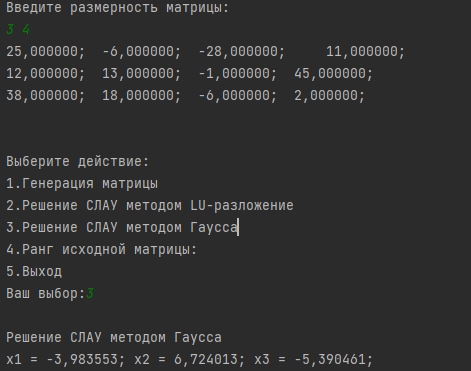 Введите размерность матрицы:
3 4
25,000000;  -6,000000;  -28,000000;     11,000000;
12,000000;  13,000000;  -1,000000;  45,000000;
38,000000;  18,000000;  -6,000000;  2,000000;
Выберите действие:
1.Генерация матрицы
2.Решение СЛАУ методом LU-разложение
3.Решение СЛАУ методом Гаусса
4.Ранг исходной матрицы:
5.Выход
Ваш выбор:3
Решение СЛАУ методом Гаусса
x1 = -3,983553; x2 = 6,724013; x3 = -5,390461;